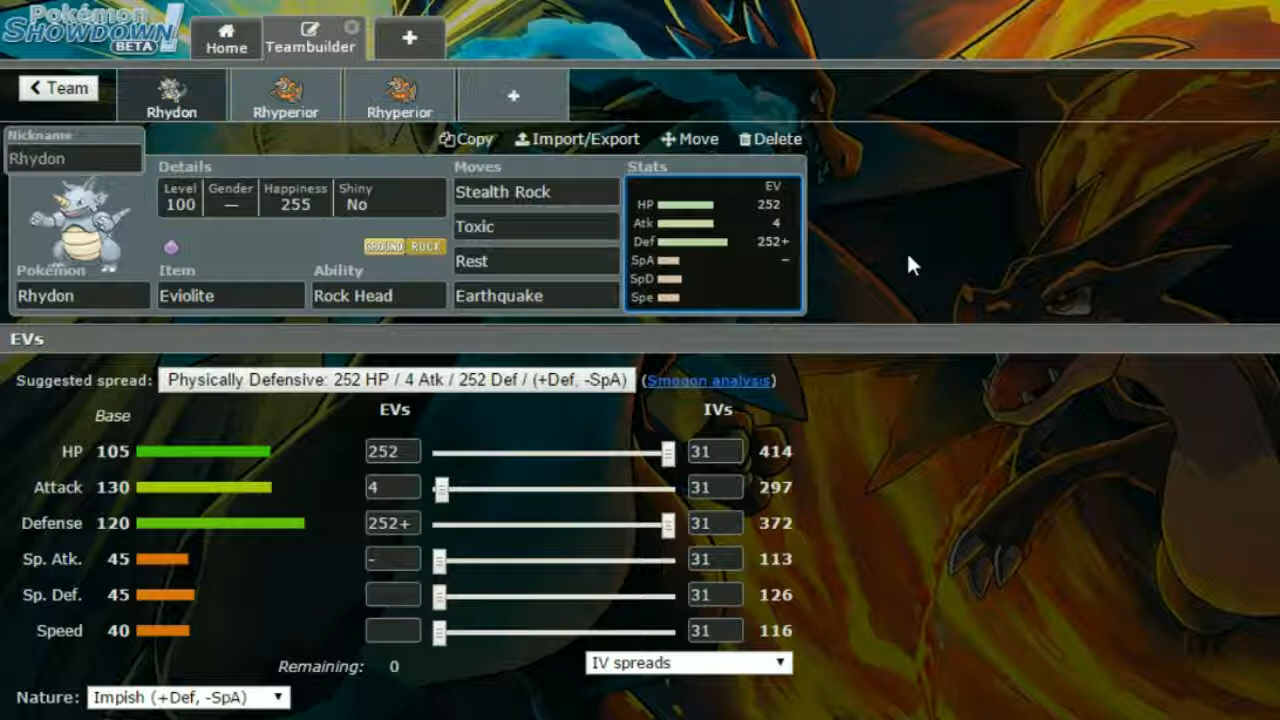 Pokémon
SHOWDOWN!
BETA
Home
Teambuilder
+
< Team
Rhydon
Rhyperior
Rhyperior
+
Copy Import/Export Move Delete
Nickname
Rhydon
Details
Moves
Stats
Level Gender Happiness Shiny
100 — 255 No
GROUND ROCK
Pokémon Item Ability
Rhydon Eviolite Rock Head
Stealth Rock
Toxic
Rest
Earthquake
EV
HP 252
Atk 4
Def 252+
SpA −
SpD
Spe
EVs
Suggested spread: Physically Defensive: 252 HP / 4 Atk / 252 Def / (+Def, -SpA) (Smogon analysis)
Base EVs IVs
HP 105 252 31 414
Attack 130 4 31 297
Defense 120 252+ 31 372
Sp. Atk. 45 - 31 113
Sp. Def. 45 31 126
Speed 40 31 116
Remaining: 0
IV spreads
Nature: Impish (+Def, -SpA)